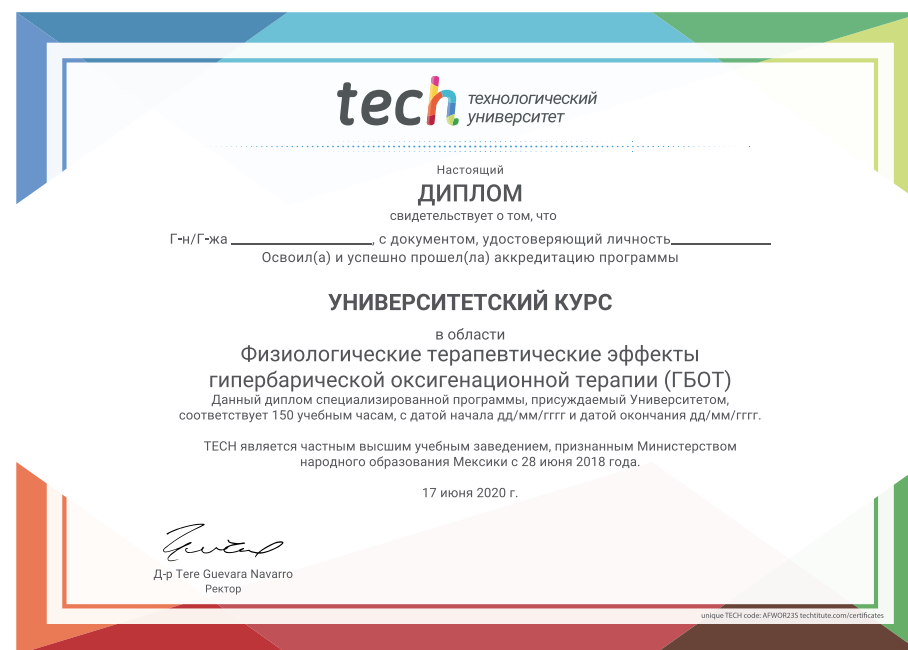 tech технологический
университет
Настоящий
ДИПЛОМ
свидетельствует о том, что
Г-н/Г-жа ____________________, с документом, удостоверяющий личность______________
Освоил(а) и успешно прошел(ла) аккредитацию программы
УНИВЕРСИТЕТСКИЙ КУРС
в области
Физиологические терапевтические эффекты
гипербарической оксигенационной терапии (ГБОТ)
Данный диплом специализированной программы, присуждаемый Университетом,
соответствует 150 учебным часам, с датой начала дд/мм/гггг и датой окончания дд/мм/гггг.
TECH является частным высшим учебным заведением, признанным Министерством
народного образования Мексики с 28 июня 2018 года.
17 июня 2020 г.
Д-р Tere Guevara Navarro
Ректор
unique TECH code: AFWOR23S techtitute.com/certificates